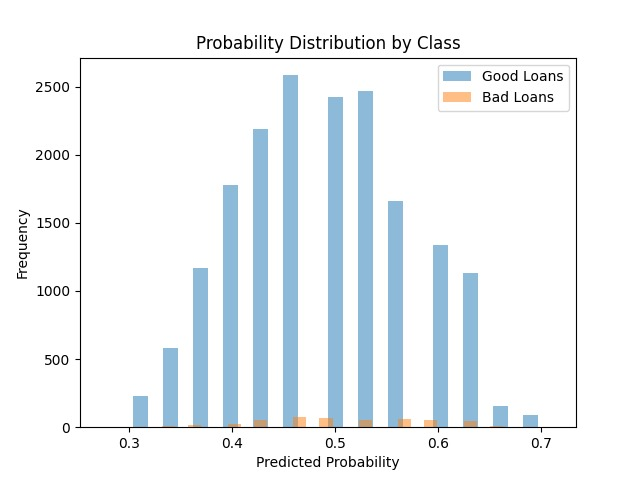 Probability Distribution by Class
Good Loans
Bad Loans
2500
2000
1500
1000
500
0
Frequency
0.3 0.4 0.5 0.6 0.7
Predicted Probability